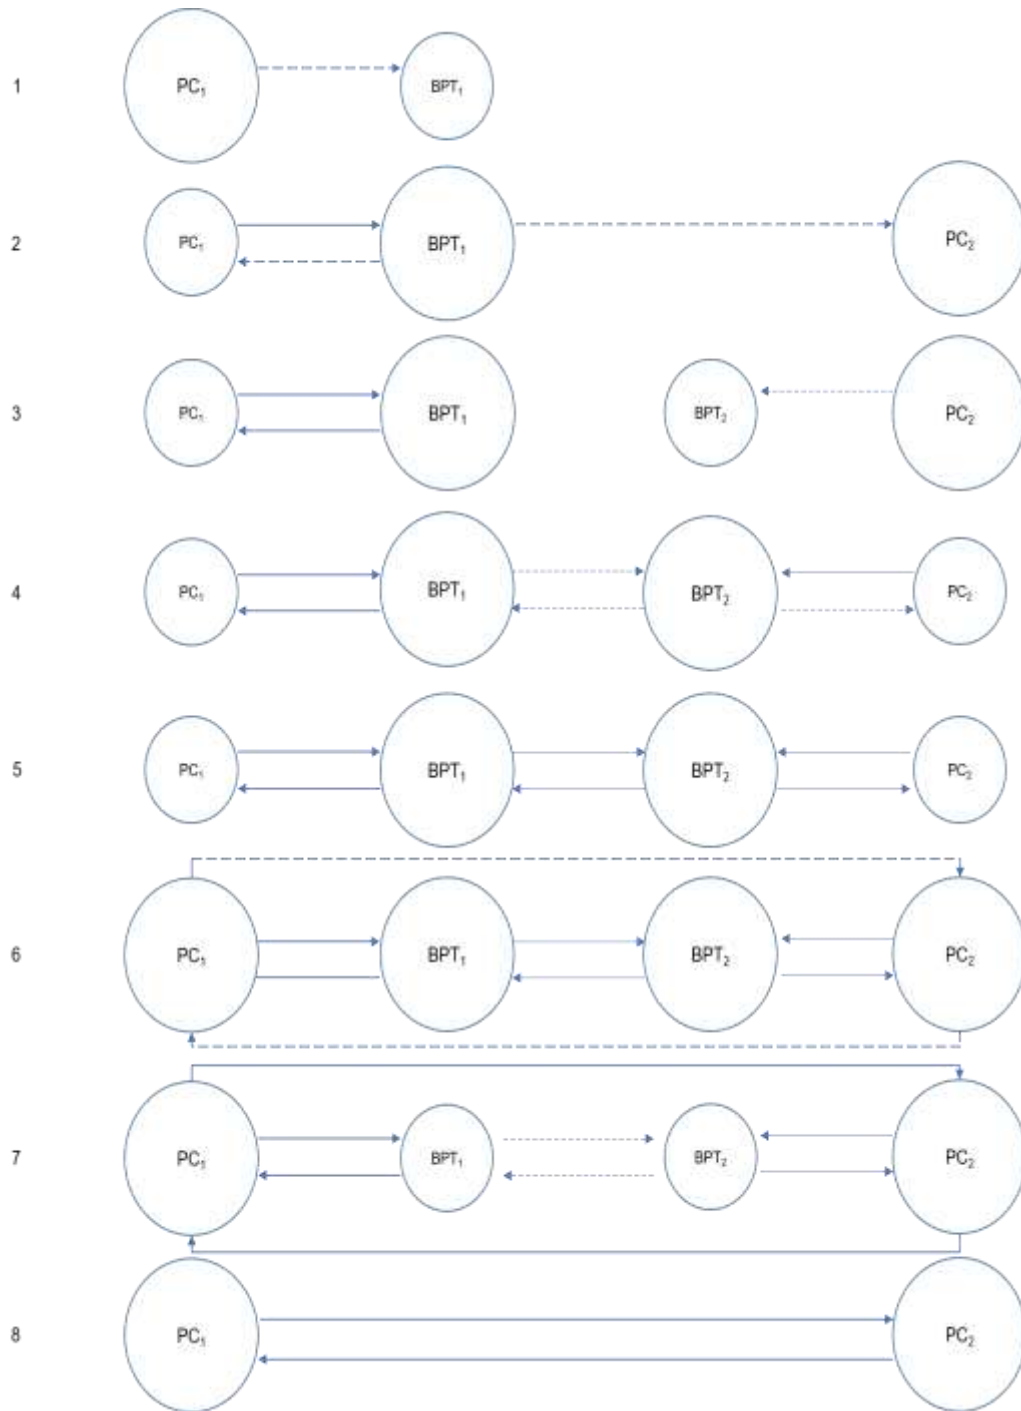 1 PC₁ BPT₁
2 PC₁ BPT₁ PC₂
3 PC₁ BPT₁ BPT₂ PC₂
4 PC₁ BPT₁ BPT₂ PC₂
5 PC₁ BPT₁ BPT₂ PC₂
6 PC₁ BPT₁ BPT₂ PC₂
7 PC₁ BPT₁ BPT₂ PC₂
8 PC₁ PC₂